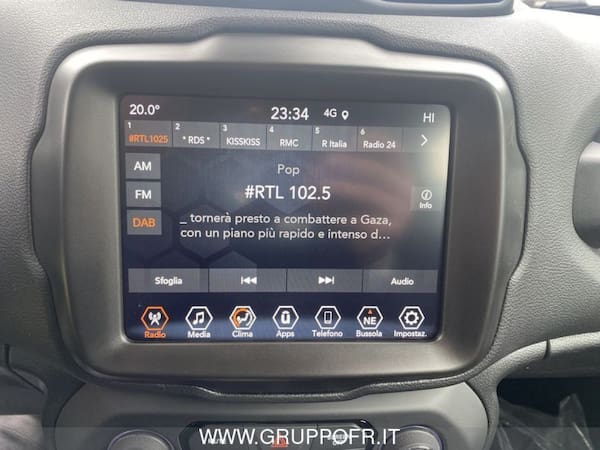 20.0°
23:34
4G
HI
1 #RTL1025
2 * RDS *
3 KISSKISS
4 RMC
5 R Italia
6 Radio 24
AM
Pop
FM
#RTL 102.5
Info
DAB
_ tornerà presto a combattere a Gaza,
con un piano più rapido e intenso d...
Sfoglia
Audio
NE
Radio
Media
Clima
Apps
Telefono
Bussola
Impostaz.
WWW.GRUPPOFR.IT